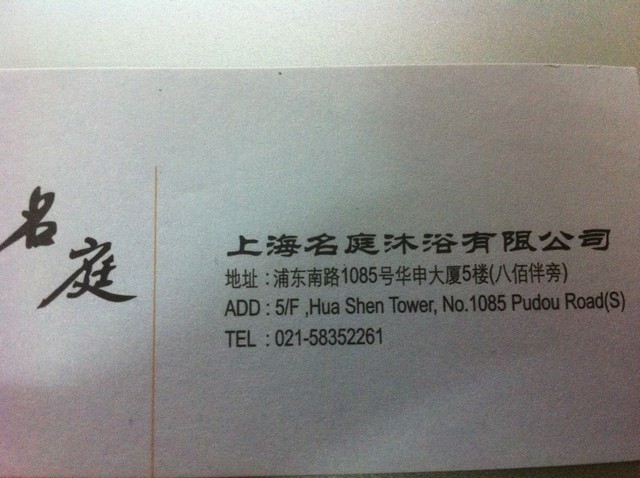 名庭
上海名庭沐浴有限公司
地址:浦东南路1085号华申大厦5楼(八佰伴旁)
ADD : 5/F ,Hua Shen Tower, No.1085 Pudou Road(S)
TEL : 021-58352261